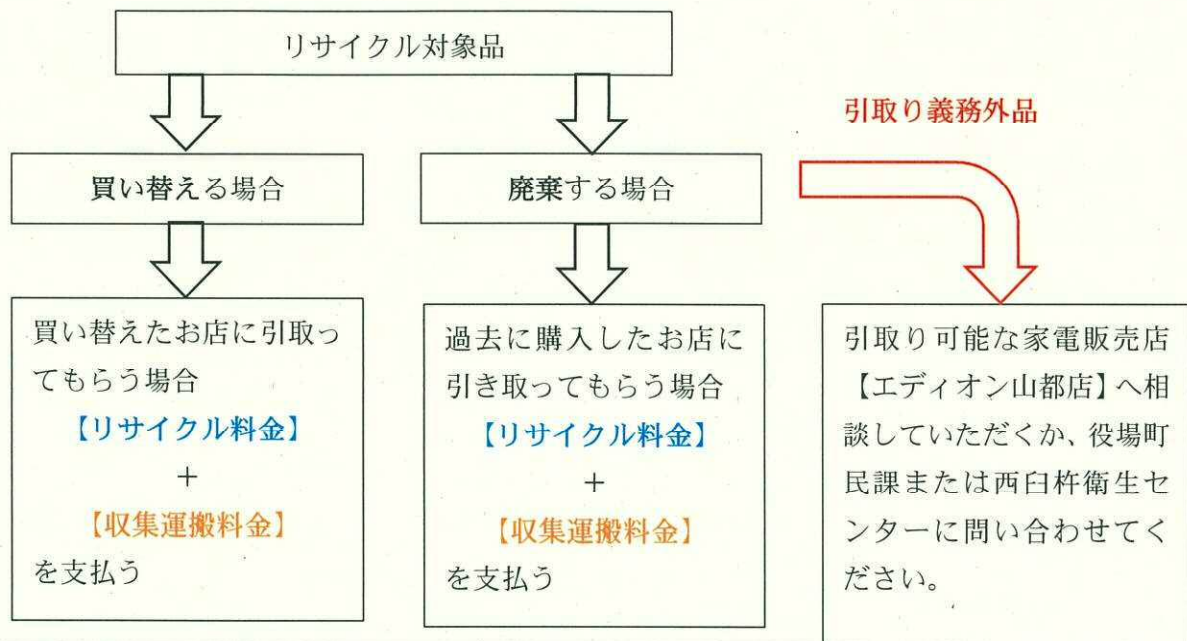 リサイクル対象品
引取り義務外品
買い替える場合
廃棄する場合
買い替えたお店に引取っ
てもらう場合
【リサイクル料金】
+
【収集運搬料金】
を支払う
過去に購入したお店に
引き取ってもらう場合
【リサイクル料金】
+
【収集運搬料金】
を支払う
引取り可能な家電販売店
【エディオン山都店】へ相
談していただくか、役場町
民課または西臼杵衛生セ
ンターに問い合わせてく
ださい。